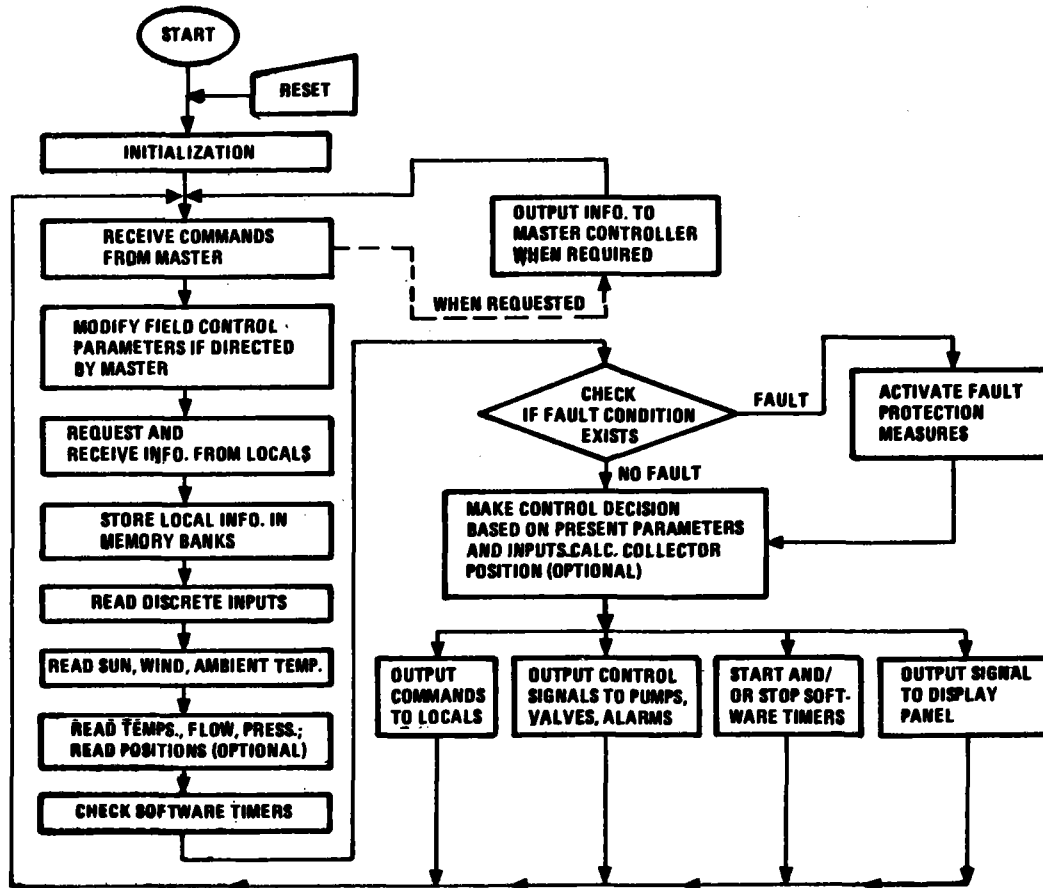 START
RESET
INITIALIZATION
RECEIVE COMMANDS
FROM MASTER
OUTPUT INFO. TO
MASTER CONTROLLER
WHEN REQUIRED
WHEN REQUESTED
MODIFY FIELD CONTROL
PARAMETERS IF DIRECTED
BY MASTER
REQUEST AND
RECEIVE INFO. FROM LOCALS
STORE LOCAL INFO. IN
MEMORY BANKS
READ DISCRETE INPUTS
READ SUN, WIND, AMBIENT TEMP.
READ TEMPS., FLOW, PRESS.;
READ POSITIONS (OPTIONAL)
CHECK SOFTWARE TIMERS
CHECK
IF FAULT CONDITION
EXISTS
FAULT
ACTIVATE FAULT
PROTECTION
MEASURES
NO FAULT
MAKE CONTROL DECISION
BASED ON PRESENT PARAMETERS
AND INPUTS.CALC. COLLECTOR
POSITION (OPTIONAL)
OUTPUT
COMMANDS
TO LOCALS
OUTPUT CONTROL
SIGNALS TO PUMPS,
VALVES, ALARMS
START AND/
OR STOP SOFT-
WARE TIMERS
OUTPUT SIGNAL
TO DISPLAY
PANEL